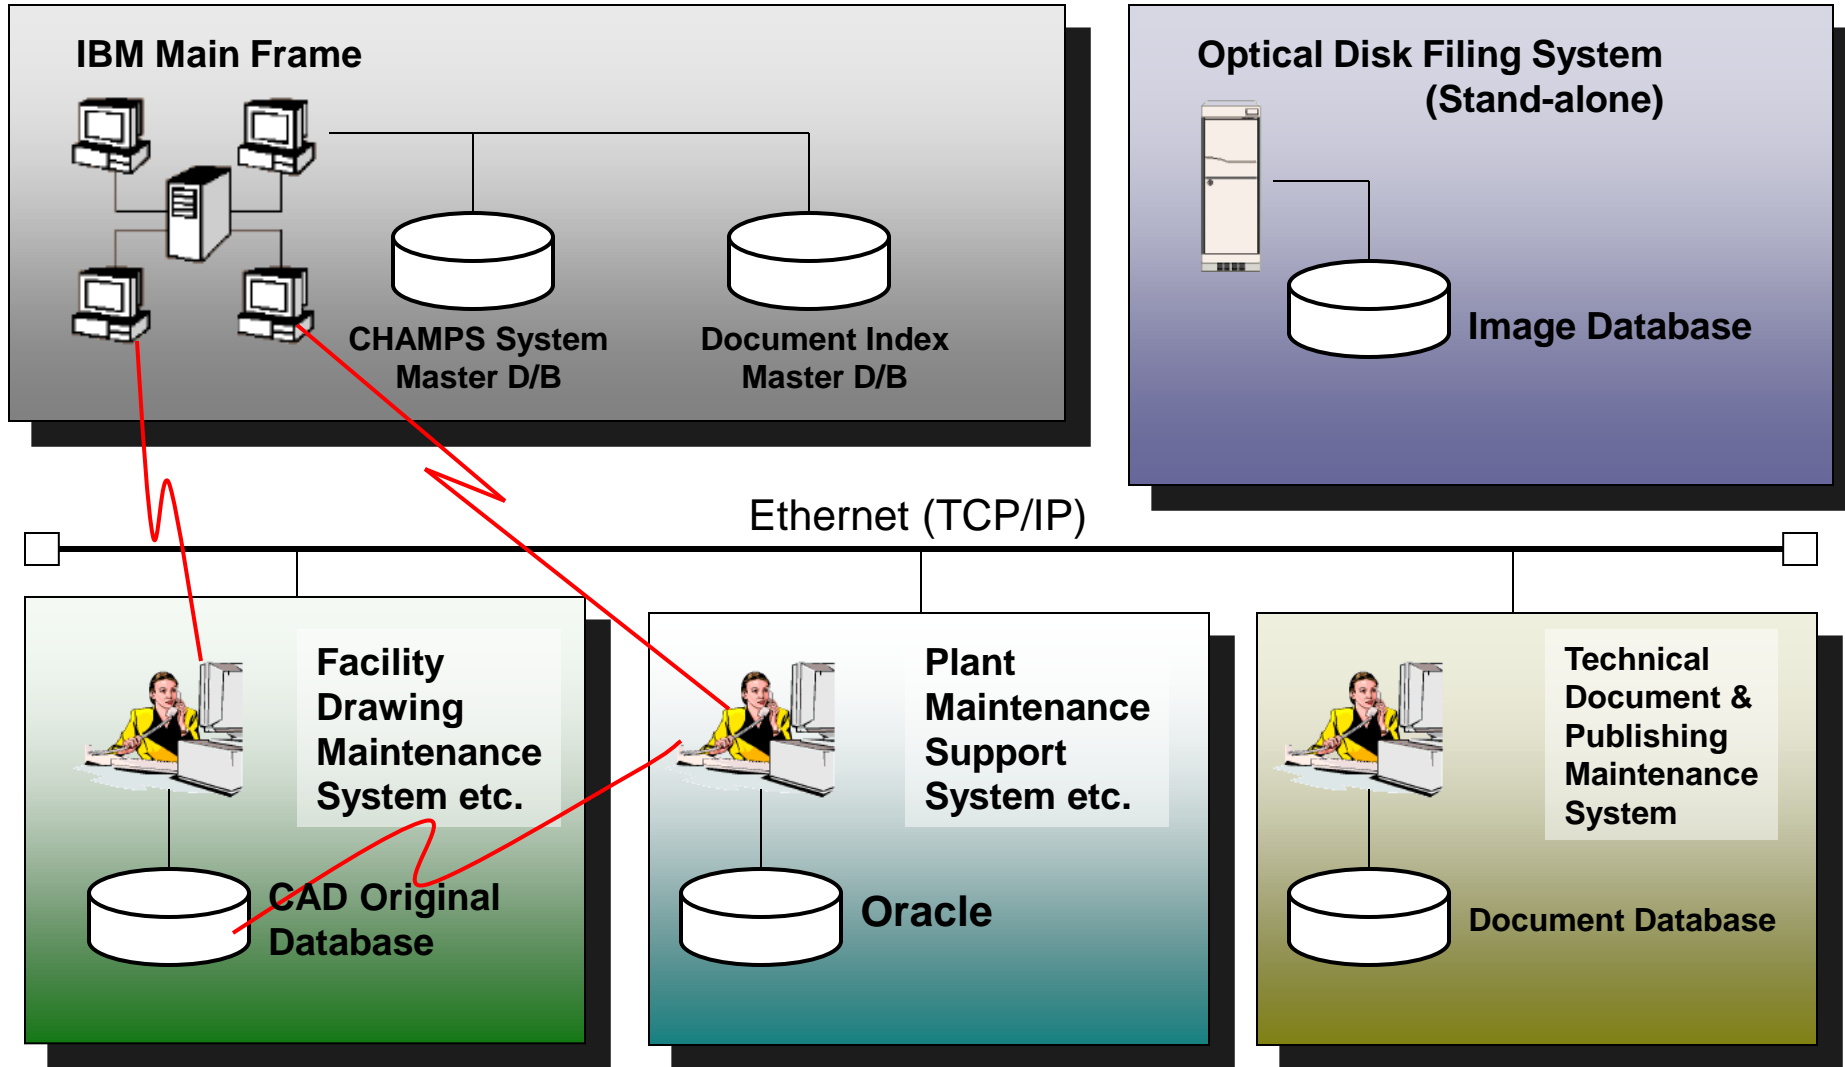 IBM Main Frame
CHAMPS System
Master D/B
Document Index
Master D/B
Optical Disk Filing System
(Stand-alone)
Image Database
Ethernet (TCP/IP)
Facility
Drawing
Maintenance
System etc.
CAD Original
Database
Plant
Maintenance
Support
System etc.
Oracle
Technical
Document &
Publishing
Maintenance
System
Document Database